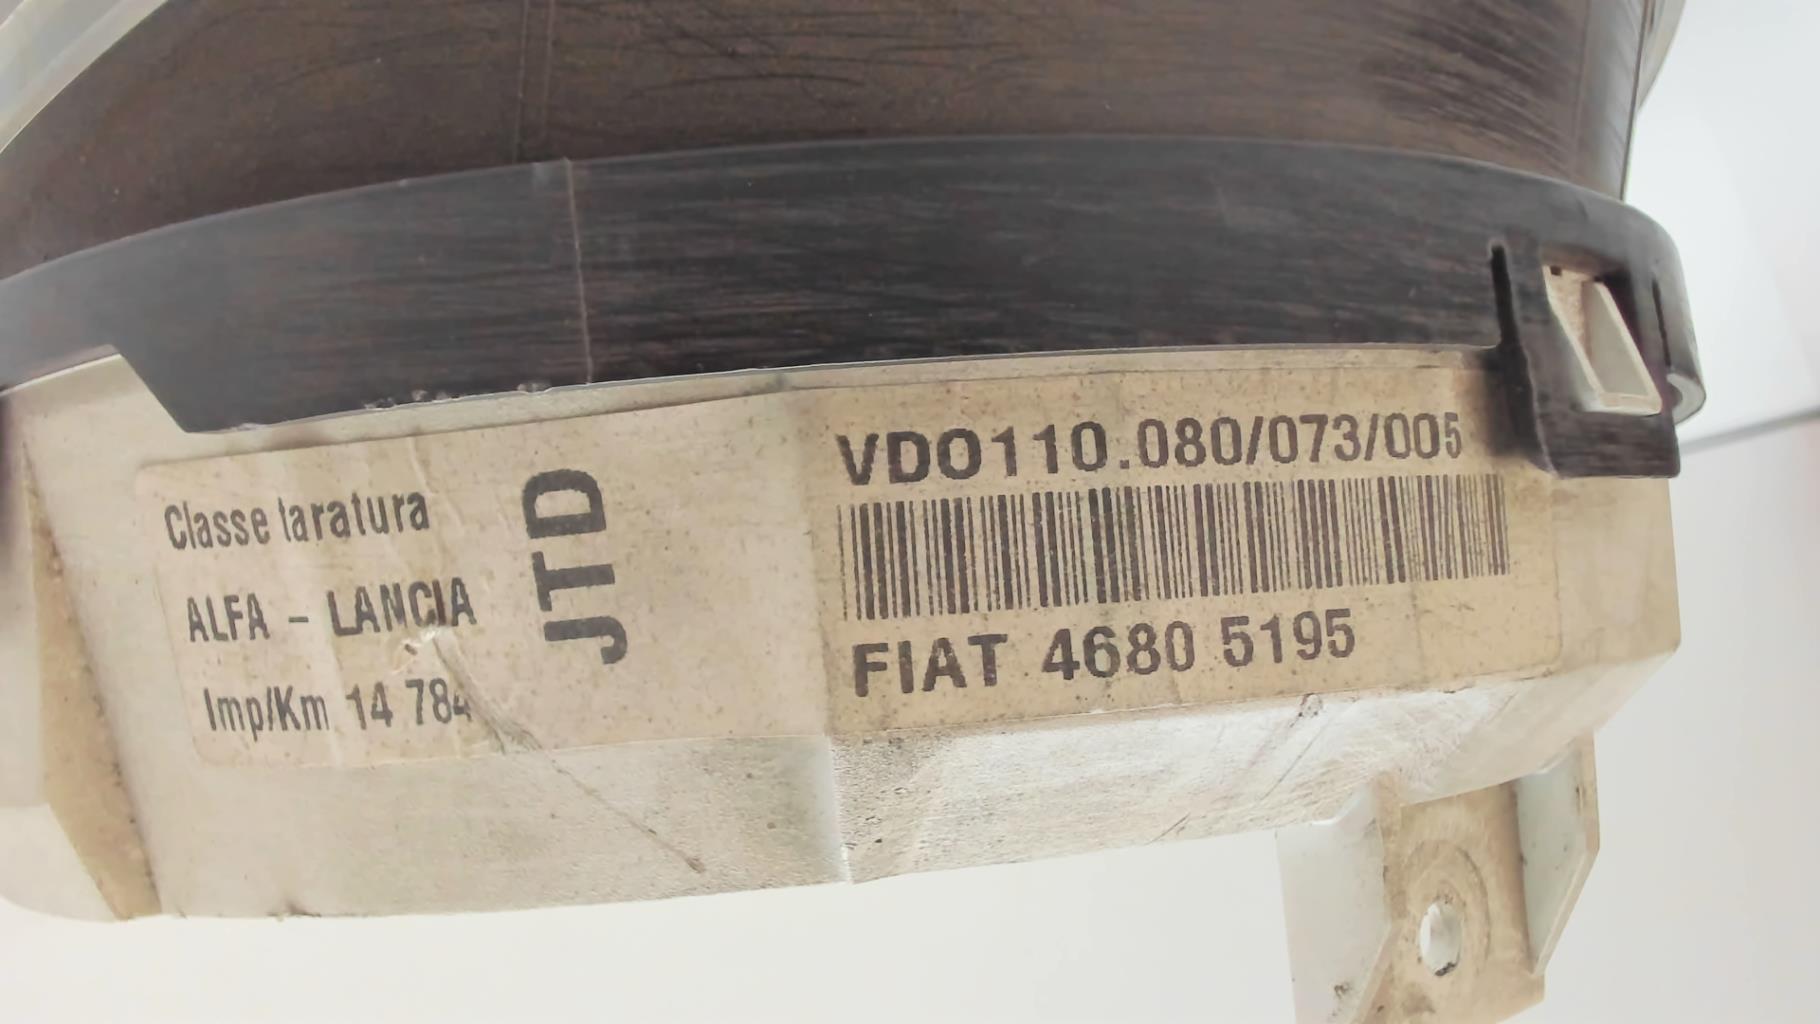 Classe taratura
ALFA - LANCIA
Imp/Km 14 784
JTD
VDO110.080/073/005
FIAT 4680 5195